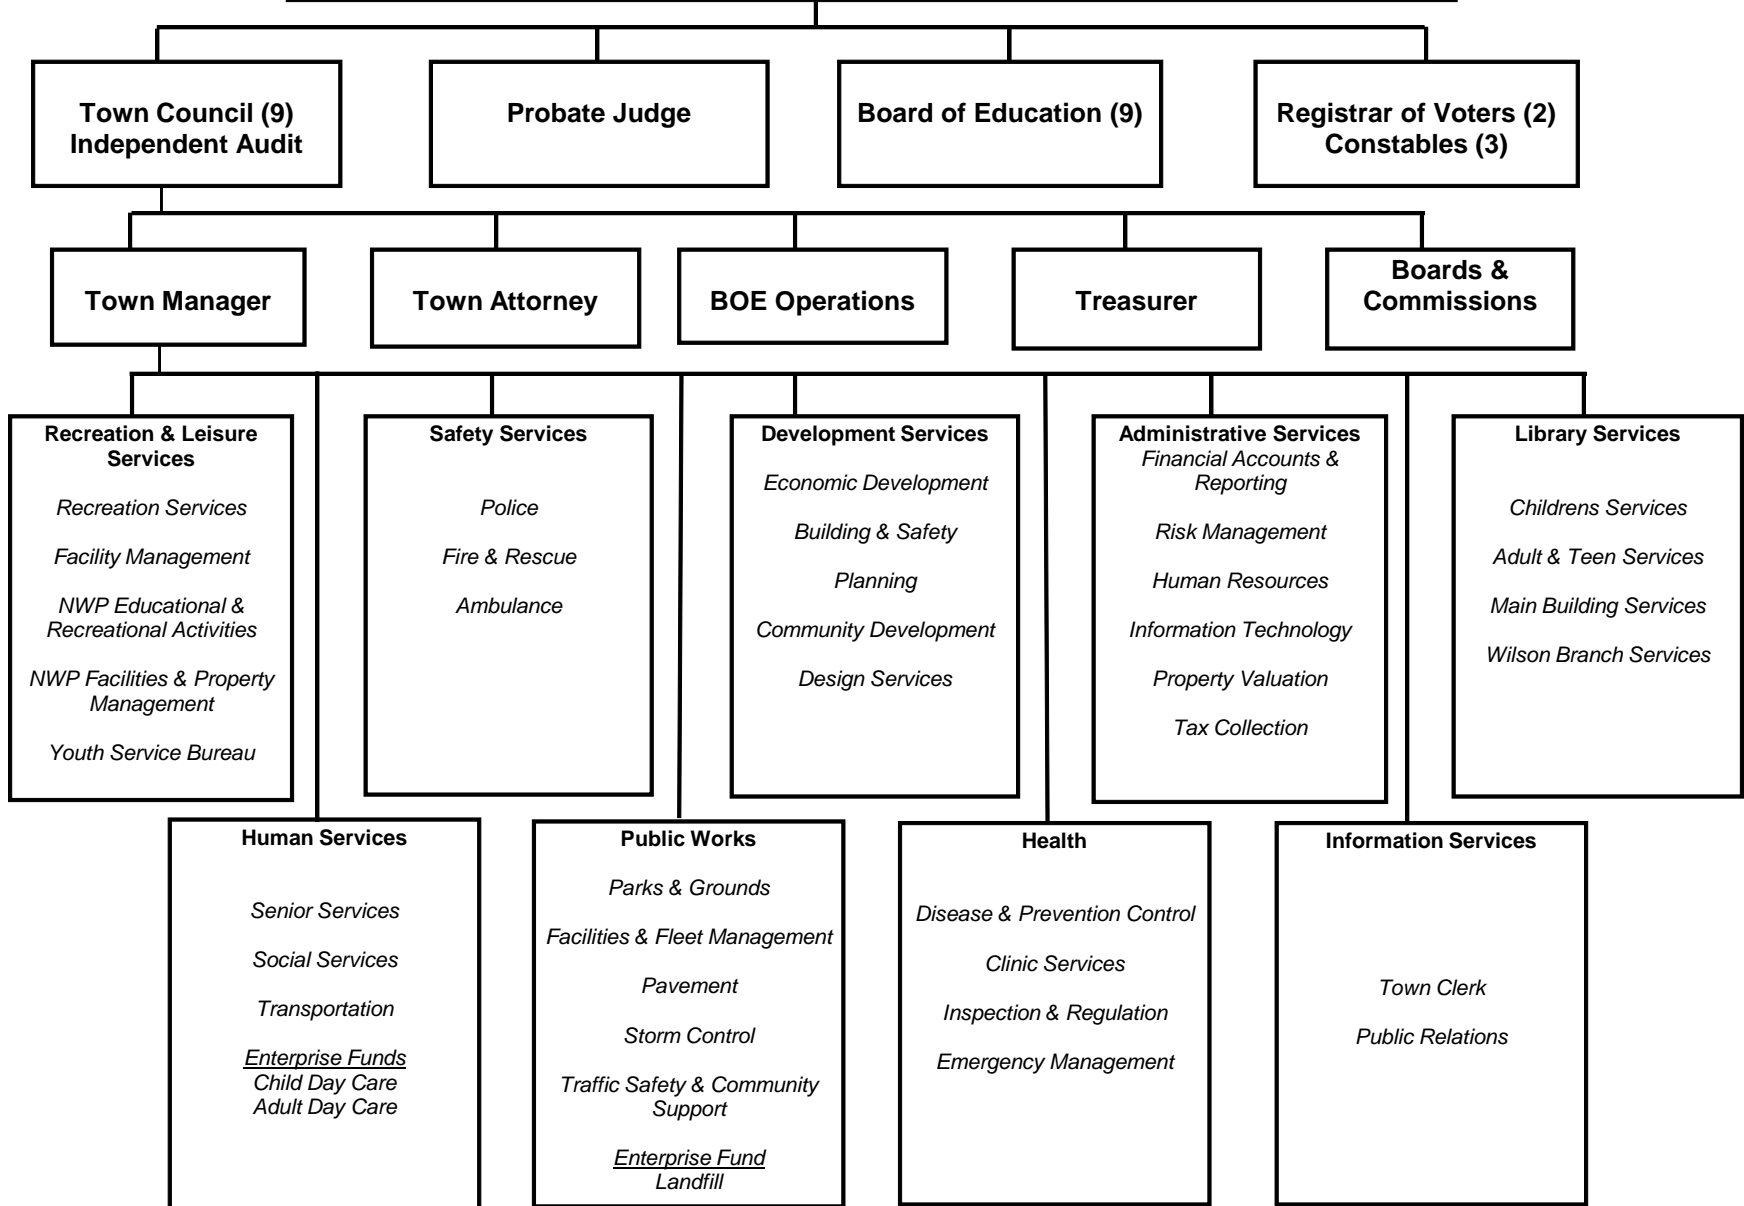 Town Council (9)
Independent Audit
Probate Judge
Board of Education (9)
Registrar of Voters (2)
Constables (3)
Town Manager
Town Attorney
BOE Operations
Treasurer
Boards &
Commissions
Recreation & Leisure
Services
Recreation Services
Facility Management
NWP Educational &
Recreational Activities
NWP Facilities & Property
Management
Youth Service Bureau
Safety Services
Police
Fire & Rescue
Ambulance
Development Services
Economic Development
Building & Safety
Planning
Community Development
Design Services
Administrative Services
Financial Accounts &
Reporting
Risk Management
Human Resources
Information Technology
Property Valuation
Tax Collection
Library Services
Childrens Services
Adult & Teen Services
Main Building Services
Wilson Branch Services
Human Services
Senior Services
Social Services
Transportation
Enterprise Funds
Child Day Care
Adult Day Care
Public Works
Parks & Grounds
Facilities & Fleet Management
Pavement
Storm Control
Traffic Safety & Community
Support
Enterprise Fund
Landfill
Health
Disease & Prevention Control
Clinic Services
Inspection & Regulation
Emergency Management
Information Services
Town Clerk
Public Relations